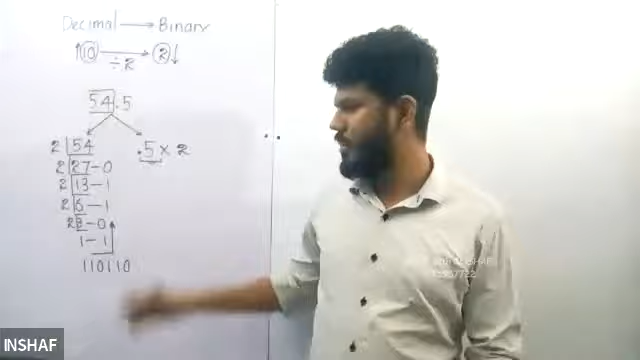 Decimal → Binary
↑10 → 2↓
÷2
54.5
2 54 .5 × 2
2 27 - 0
2 13 - 1
2 6 - 1
2 3 - 0
1 - 1
110110
INSHAF